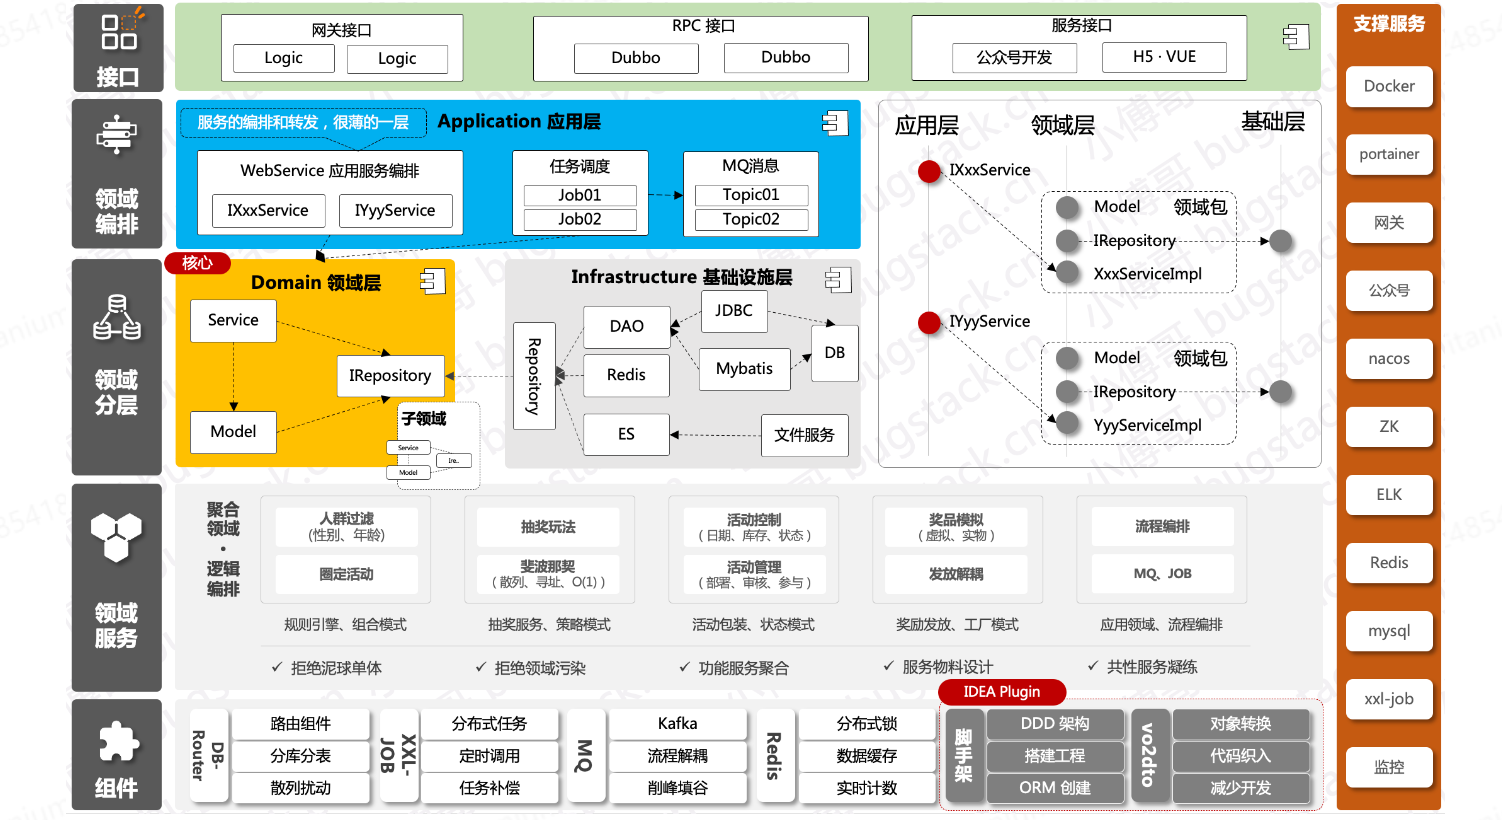 接口
网关接口
Logic
Logic
RPC 接口
Dubbo
Dubbo
服务接口
公众号开发
H5 · VUE
领域
编排
服务的编排和转发，很薄的一层
Application 应用层
WebService 应用服务编排
IXxxService
IYyyService
任务调度
Job01
Job02
MQ消息
Topic01
Topic02
应用层
领域层
基础层
IXxxService
Model
领域包
IRepository
XxxServiceImpl
IYyyService
Model
领域包
IRepository
YyyServiceImpl
领域
分层
核心
Domain 领域层
Service
IRepository
Model
子领域
Service
Ire..
Model
Infrastructure 基础设施层
Repository
DAO
Redis
ES
JDBC
Mybatis
DB
文件服务
领域
服务
聚合
领域
·
逻辑
编排
人群过滤
(性别、年龄)
圈定活动
规则引擎、组合模式
✓ 拒绝泥球单体
抽奖玩法
斐波那契
（散列、寻址、O(1)）
抽奖服务、策略模式
✓ 拒绝领域污染
活动控制
（日期、库存、状态）
活动管理
（部署、审核、参与）
活动包装、状态模式
✓ 功能服务聚合
奖品模拟
（虚拟、实物）
发放解耦
奖励发放、工厂模式
✓ 服务物料设计
流程编排
MQ、JOB
应用领域、流程编排
✓ 共性服务凝练
组件
DB-
Router
路由组件
分库分表
散列扰动
XXL-
JOB
分布式任务
定时调用
任务补偿
MQ
Kafka
流程解耦
削峰填谷
Redis
分布式锁
数据缓存
实时计数
IDEA Plugin
脚手架
DDD 架构
搭建工程
ORM 创建
vo2dto
对象转换
代码织入
减少开发
支撑服务
Docker
portainer
网关
公众号
nacos
ZK
ELK
Redis
mysql
xxl-job
监控
小傅哥 bugstack.cn